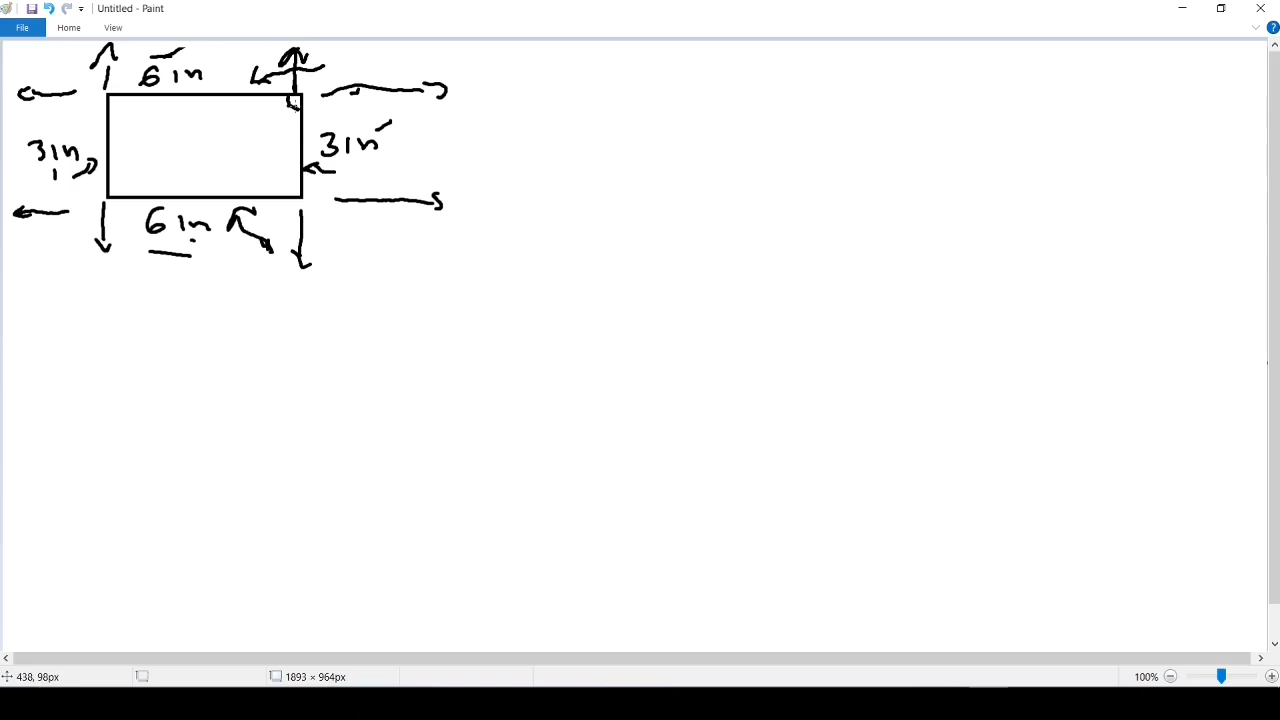 Untitled - Paint
File Home View
6 in
3 in
3 in
6 in
438, 98px
1893 × 964px
100%